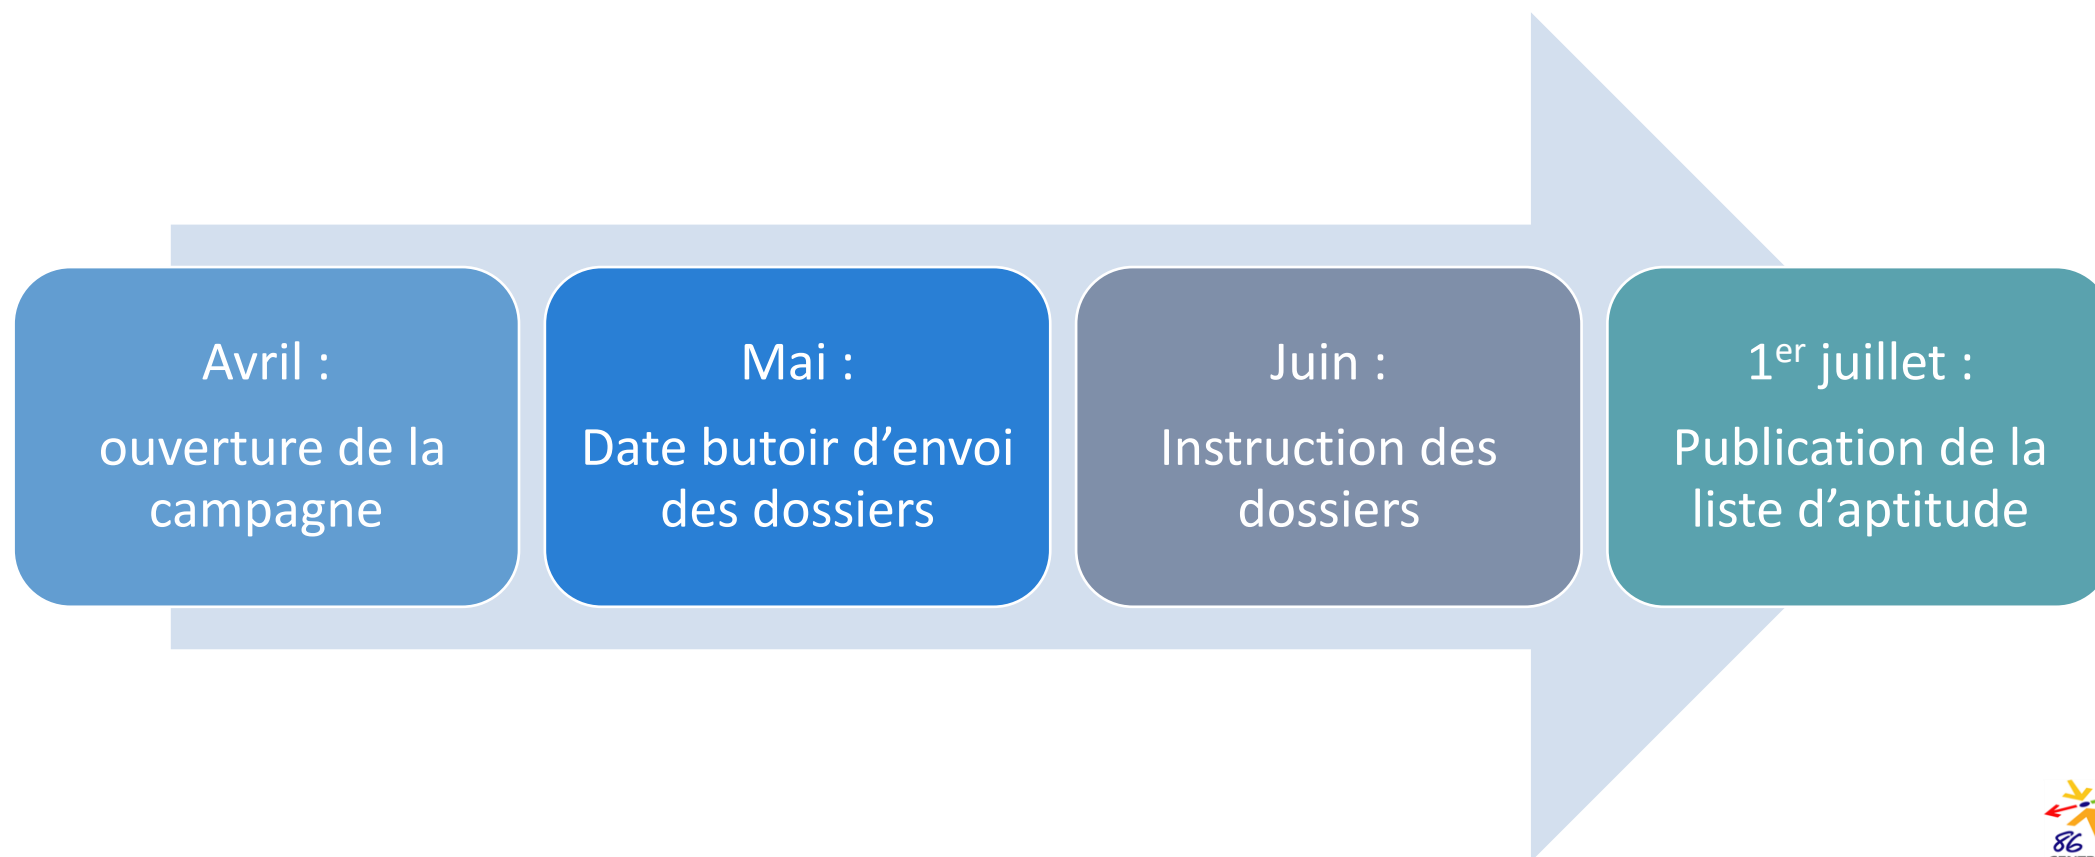 Avril :
ouverture de la
campagne
Mai :
Date butoir d’envoi
des dossiers
Juin :
Instruction des
dossiers
1er juillet :
Publication de la
liste d’aptitude
86